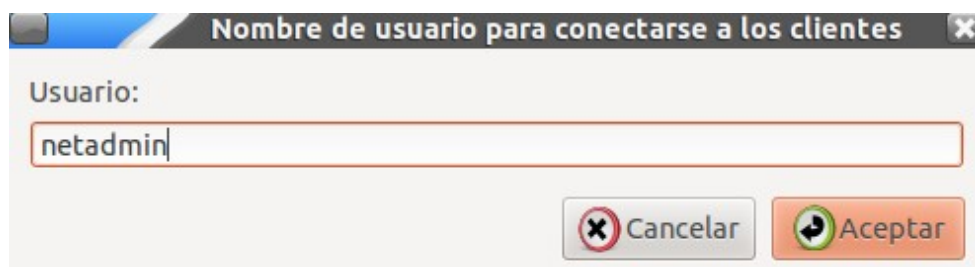 Nombre de usuario para conectarse a los clientes
Usuario:
netadmin
Cancelar
Aceptar